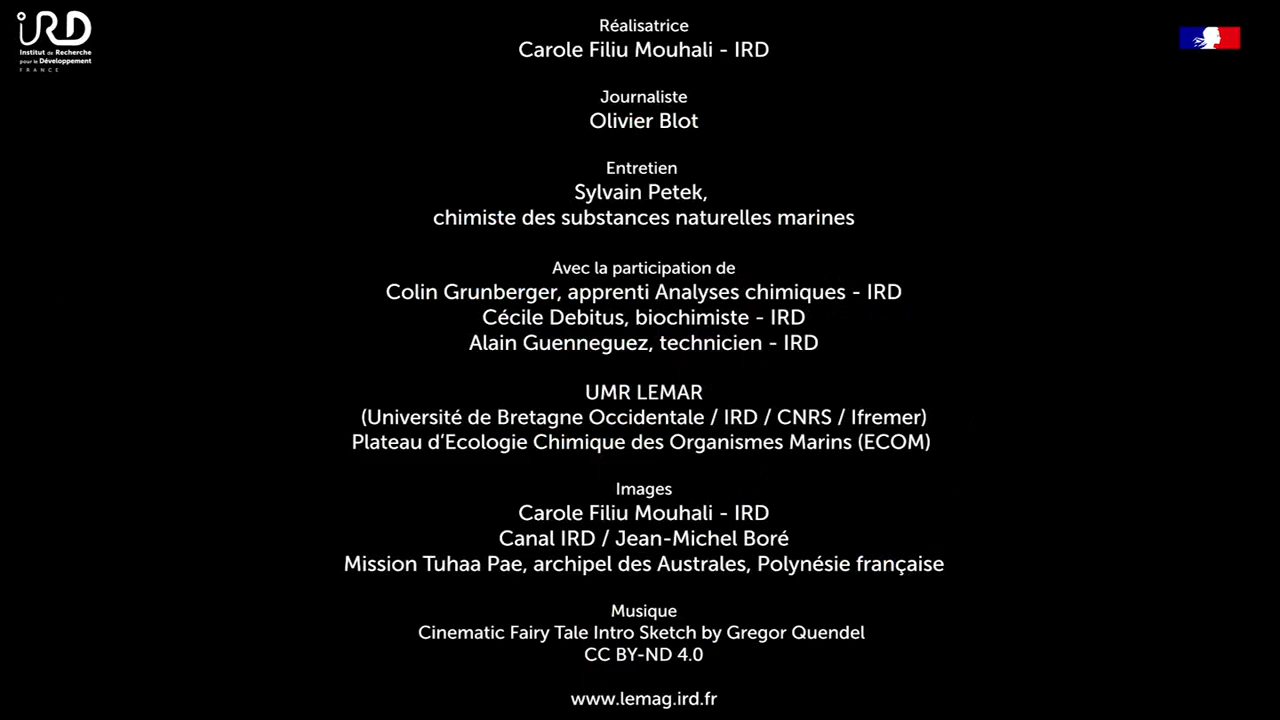 iRD
Institut de Recherche
pour le Développement
FRANCE
Réalisatrice
Carole Filiu Mouhali - IRD
Journaliste
Olivier Blot
Entretien
Sylvain Petek,
chimiste des substances naturelles marines
Avec la participation de
Colin Grunberger, apprenti Analyses chimiques - IRD
Cécile Debitus, biochimiste - IRD
Alain Guenneguez, technicien - IRD
UMR LEMAR
(Université de Bretagne Occidentale / IRD / CNRS / Ifremer)
Plateau d’Ecologie Chimique des Organismes Marins (ECOM)
Images
Carole Filiu Mouhali - IRD
Canal IRD / Jean-Michel Boré
Mission Tuhaa Pae, archipel des Australes, Polynésie française
Musique
Cinematic Fairy Tale Intro Sketch by Gregor Quendel
CC BY-ND 4.0
www.lemag.ird.fr